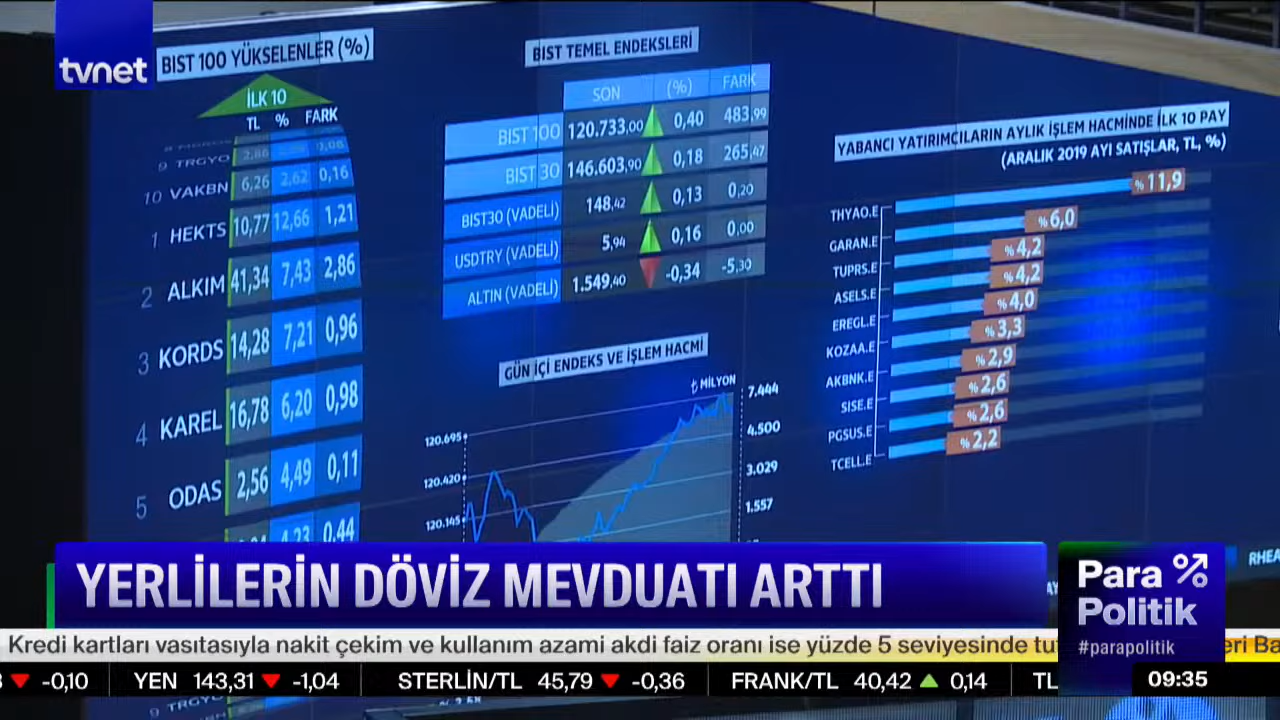 tvnet
BIST 100 YÜKSELENLER (%)
İLK 10
TL % FARK
9 TRGYO
10 VAKBN 6,26 2,62 0,16
1 HEKTS 10,77 12,66 1,21
2 ALKIM 41,34 7,43 2,86
3 KORDS 14,28 7,21 0,96
4 KAREL 16,78 6,20 0,98
5 ODAS 2,56 4,49 0,11
4,23 0,44
BIST TEMEL ENDEKSLERİ
SON (%) FARK
BIST 100 120.733,00 0,40 483,99
BIST 30 146.603,90 0,18 265,47
BIST30 (VADELİ) 148,42 0,13 0,20
USDTRY (VADELİ) 5,94 0,16 0,00
ALTIN (VADELİ) 1.549,40 -0,34 -5,30
GÜN İÇİ ENDEKS VE İŞLEM HACMİ
₺ MİLYON
120.695
120.420
120.145
7.444
4.500
3.029
1.557
YABANCI YATIRIMCILARIN AYLIK İŞLEM HACMİNDE İLK 10 PAY
(ARALIK 2019 AYI SATIŞLAR, TL, %)
THYAO.E %11,9
GARAN.E %6,0
TUPRS.E %4,2
ASELS.E %4,2
EREGL.E %4,0
KOZAA.E %3,3
AKBNK.E %2,9
SISE.E %2,6
PGSUS.E %2,6
TCELL.E %2,2
RHEA
YERLİLERİN DÖVİZ MEVDUATI ARTTI
Para %
Politik
#parapolitik
Kredi kartları vasıtasıyla nakit çekim ve kullanım azami akdi faiz oranı ise yüzde 5 seviyesinde tut
eri Ba
-0,10 YEN 143,31 -1,04 STERLİN/TL 45,79 -0,36 FRANK/TL 40,42 0,14 TL
09:35